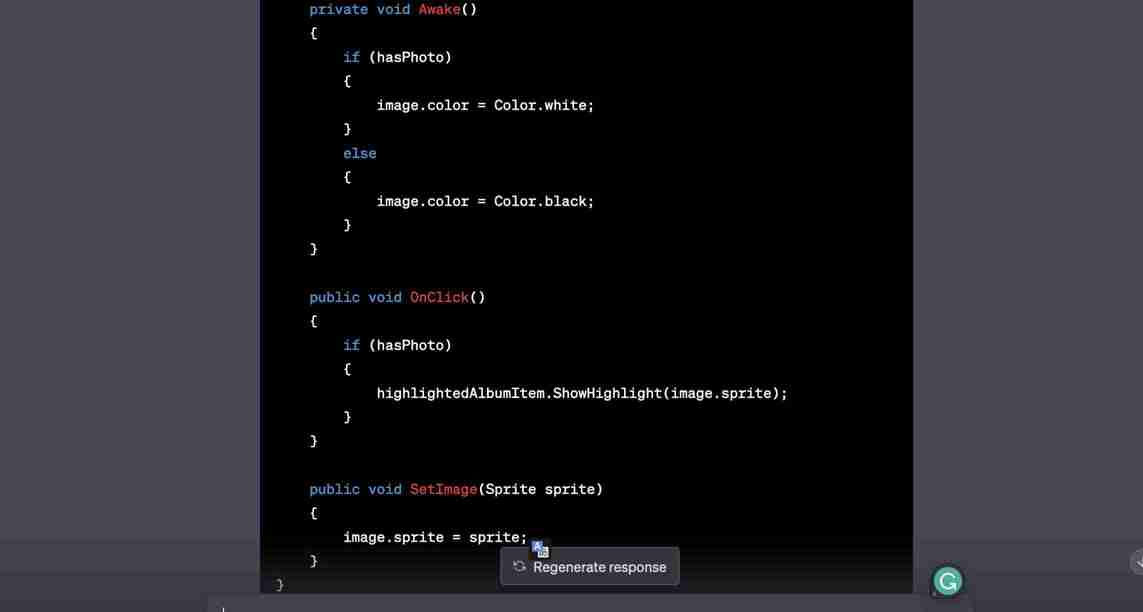 private void Awake()
{
if (hasPhoto)
{
image.color = Color.white;
}
else
{
image.color = Color.black;
}
}
public void OnClick()
{
if (hasPhoto)
{
highlightedAlbumItem.ShowHighlight(image.sprite);
}
}
public void SetImage(Sprite sprite)
{
image.sprite = sprite;
}
Regenerate response
}